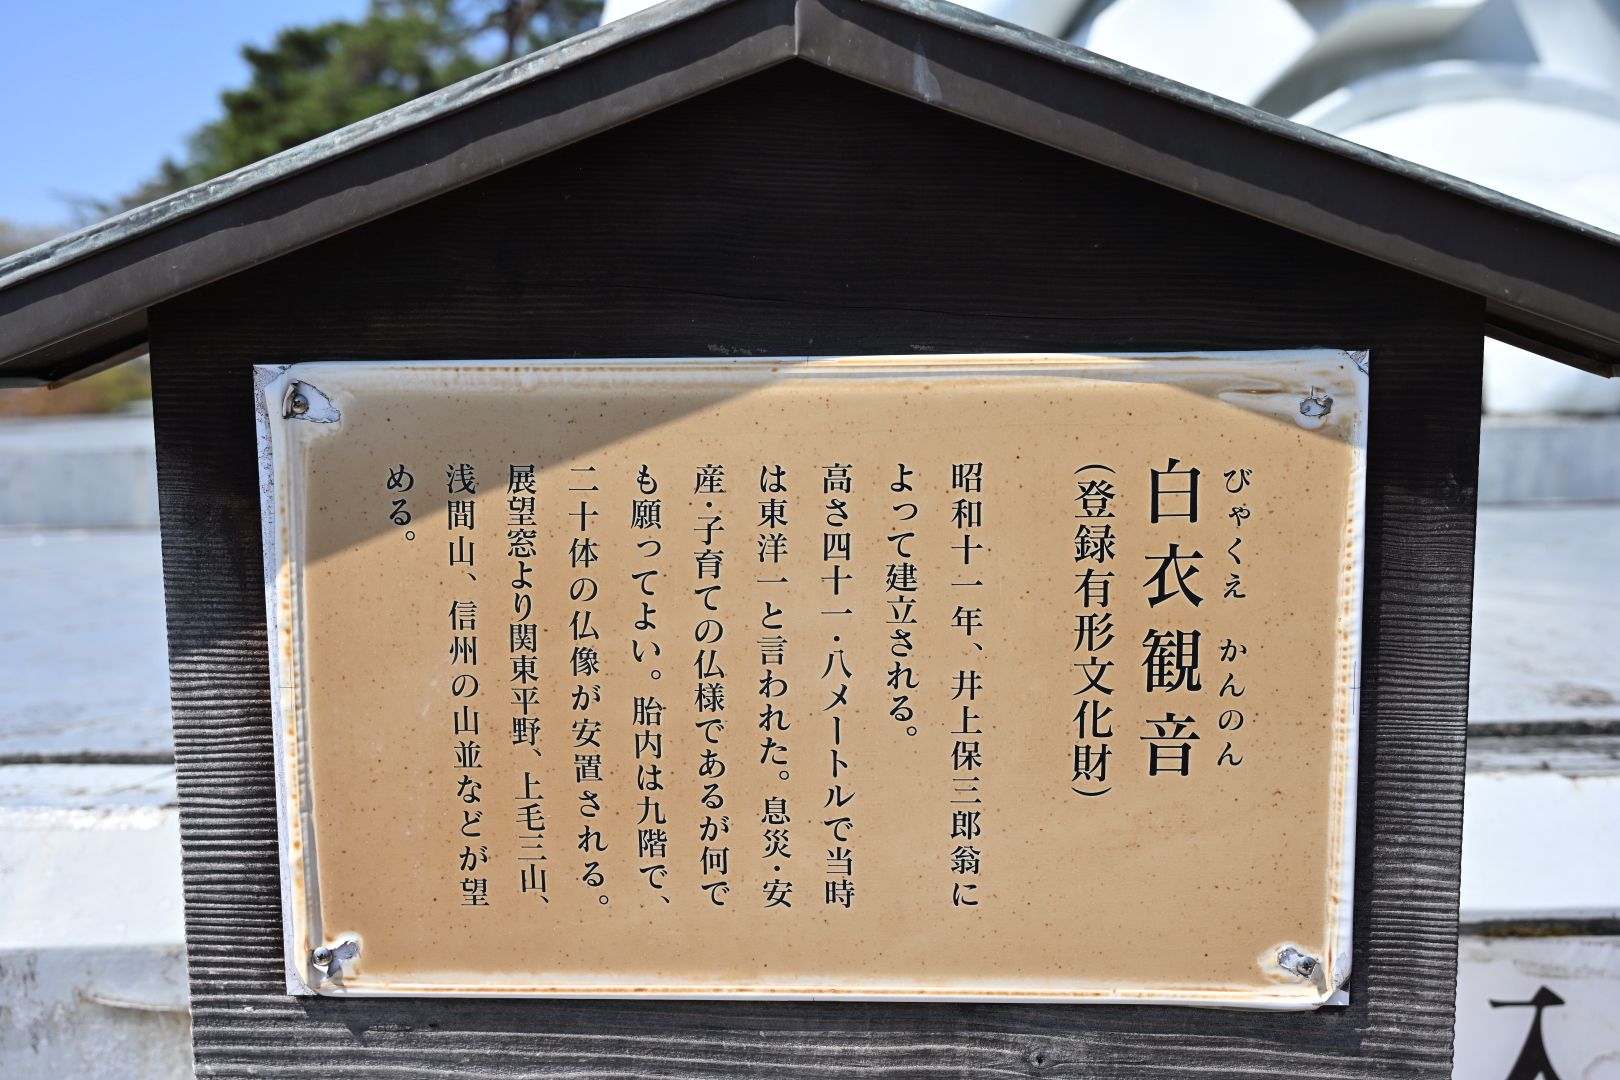 びゃくえ かんのん
白衣観音
（登録有形文化財）
昭和十一年、井上保三郎翁に
よって建立される。
高さ四十一・八メートルで当時
は東洋一と言われた。息災・安
産・子育ての仏様であるが何で
も願ってよい。胎内は九階で、
二十体の仏像が安置される。
展望窓より関東平野、上毛三山、
浅間山、信州の山並などが望
める。